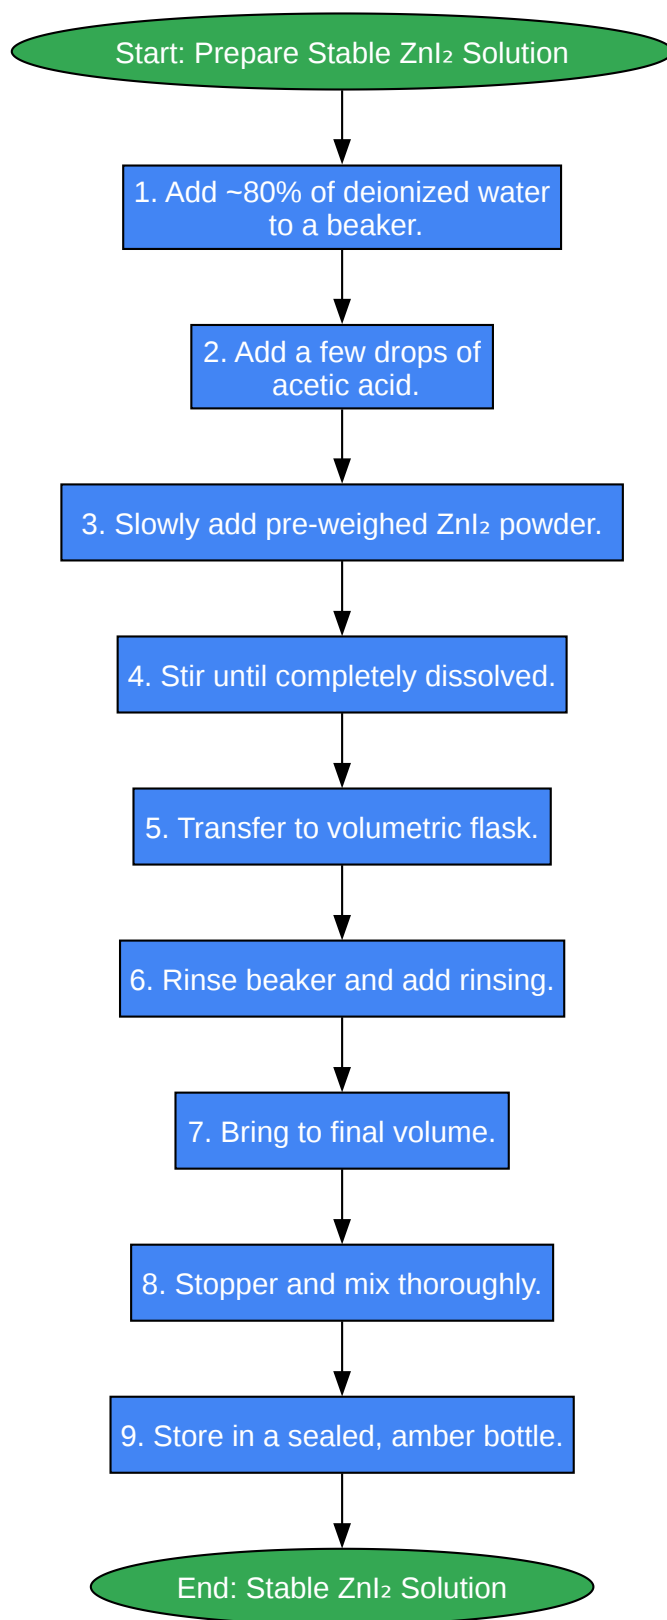 Start: Prepare Stable ZnI₂ Solution
1. Add ~80% of deionized water
to a beaker.
2. Add a few drops of
acetic acid.
3. Slowly add pre-weighed ZnI₂ powder.
4. Stir until completely dissolved.
5. Transfer to volumetric flask.
6. Rinse beaker and add rinsing.
7. Bring to final volume.
8. Stopper and mix thoroughly.
9. Store in a sealed, amber bottle.
End: Stable ZnI₂ Solution